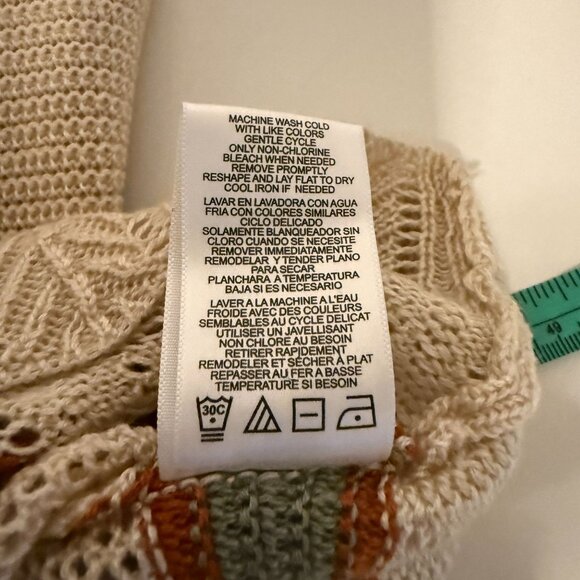 MACHINE WASH COLD
WITH LIKE COLORS
GENTLE CYCLE
ONLY NON-CHLORINE
BLEACH WHEN NEEDED
REMOVE PROMPTLY
RESHAPE AND LAY FLAT TO DRY
COOL IRON IF NEEDED
LAVAR EN LAVADORA CON AGUA
FRIA CON COLORES SIMILARES
CICLO DELICADO
SOLAMENTE BLANQUEADOR SIN
CLORO CUANDO SE NECESITE
REMOVER IMMEDIATAMENTE
REMODELAR Y TENDER PLANO
PARA SECAR
PLANCHAR A TEMPERATURA
BAJA SI ES NECESARIO
LAVER A LA MACHINE A L'EAU
FROIDE AVEC DES COULEURS
SEMBLABLES AU CYCLE DELICAT
UTILISER UN JAVELLISANT
NON CHLORE AU BESOIN
RETIRER RAPIDEMENT
REMODELER ET SÈCHER À PLAT
REPASSER AU FER A BASSE
TEMPERATURE SI BESOIN
30C
49